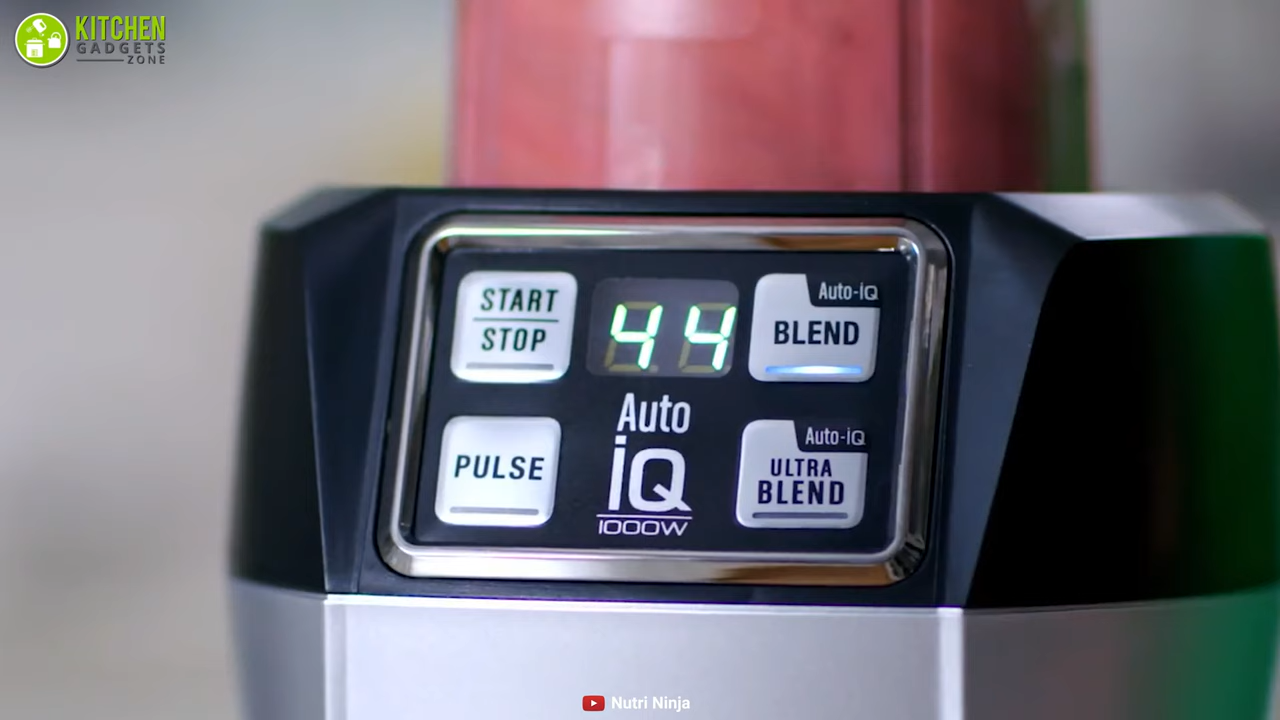 KITCHEN
GADGETS
ZONE
START
STOP
44
Auto-iQ
BLEND
PULSE
Auto
iQ
1000W
Auto-iQ
ULTRA
BLEND
Nutri Ninja